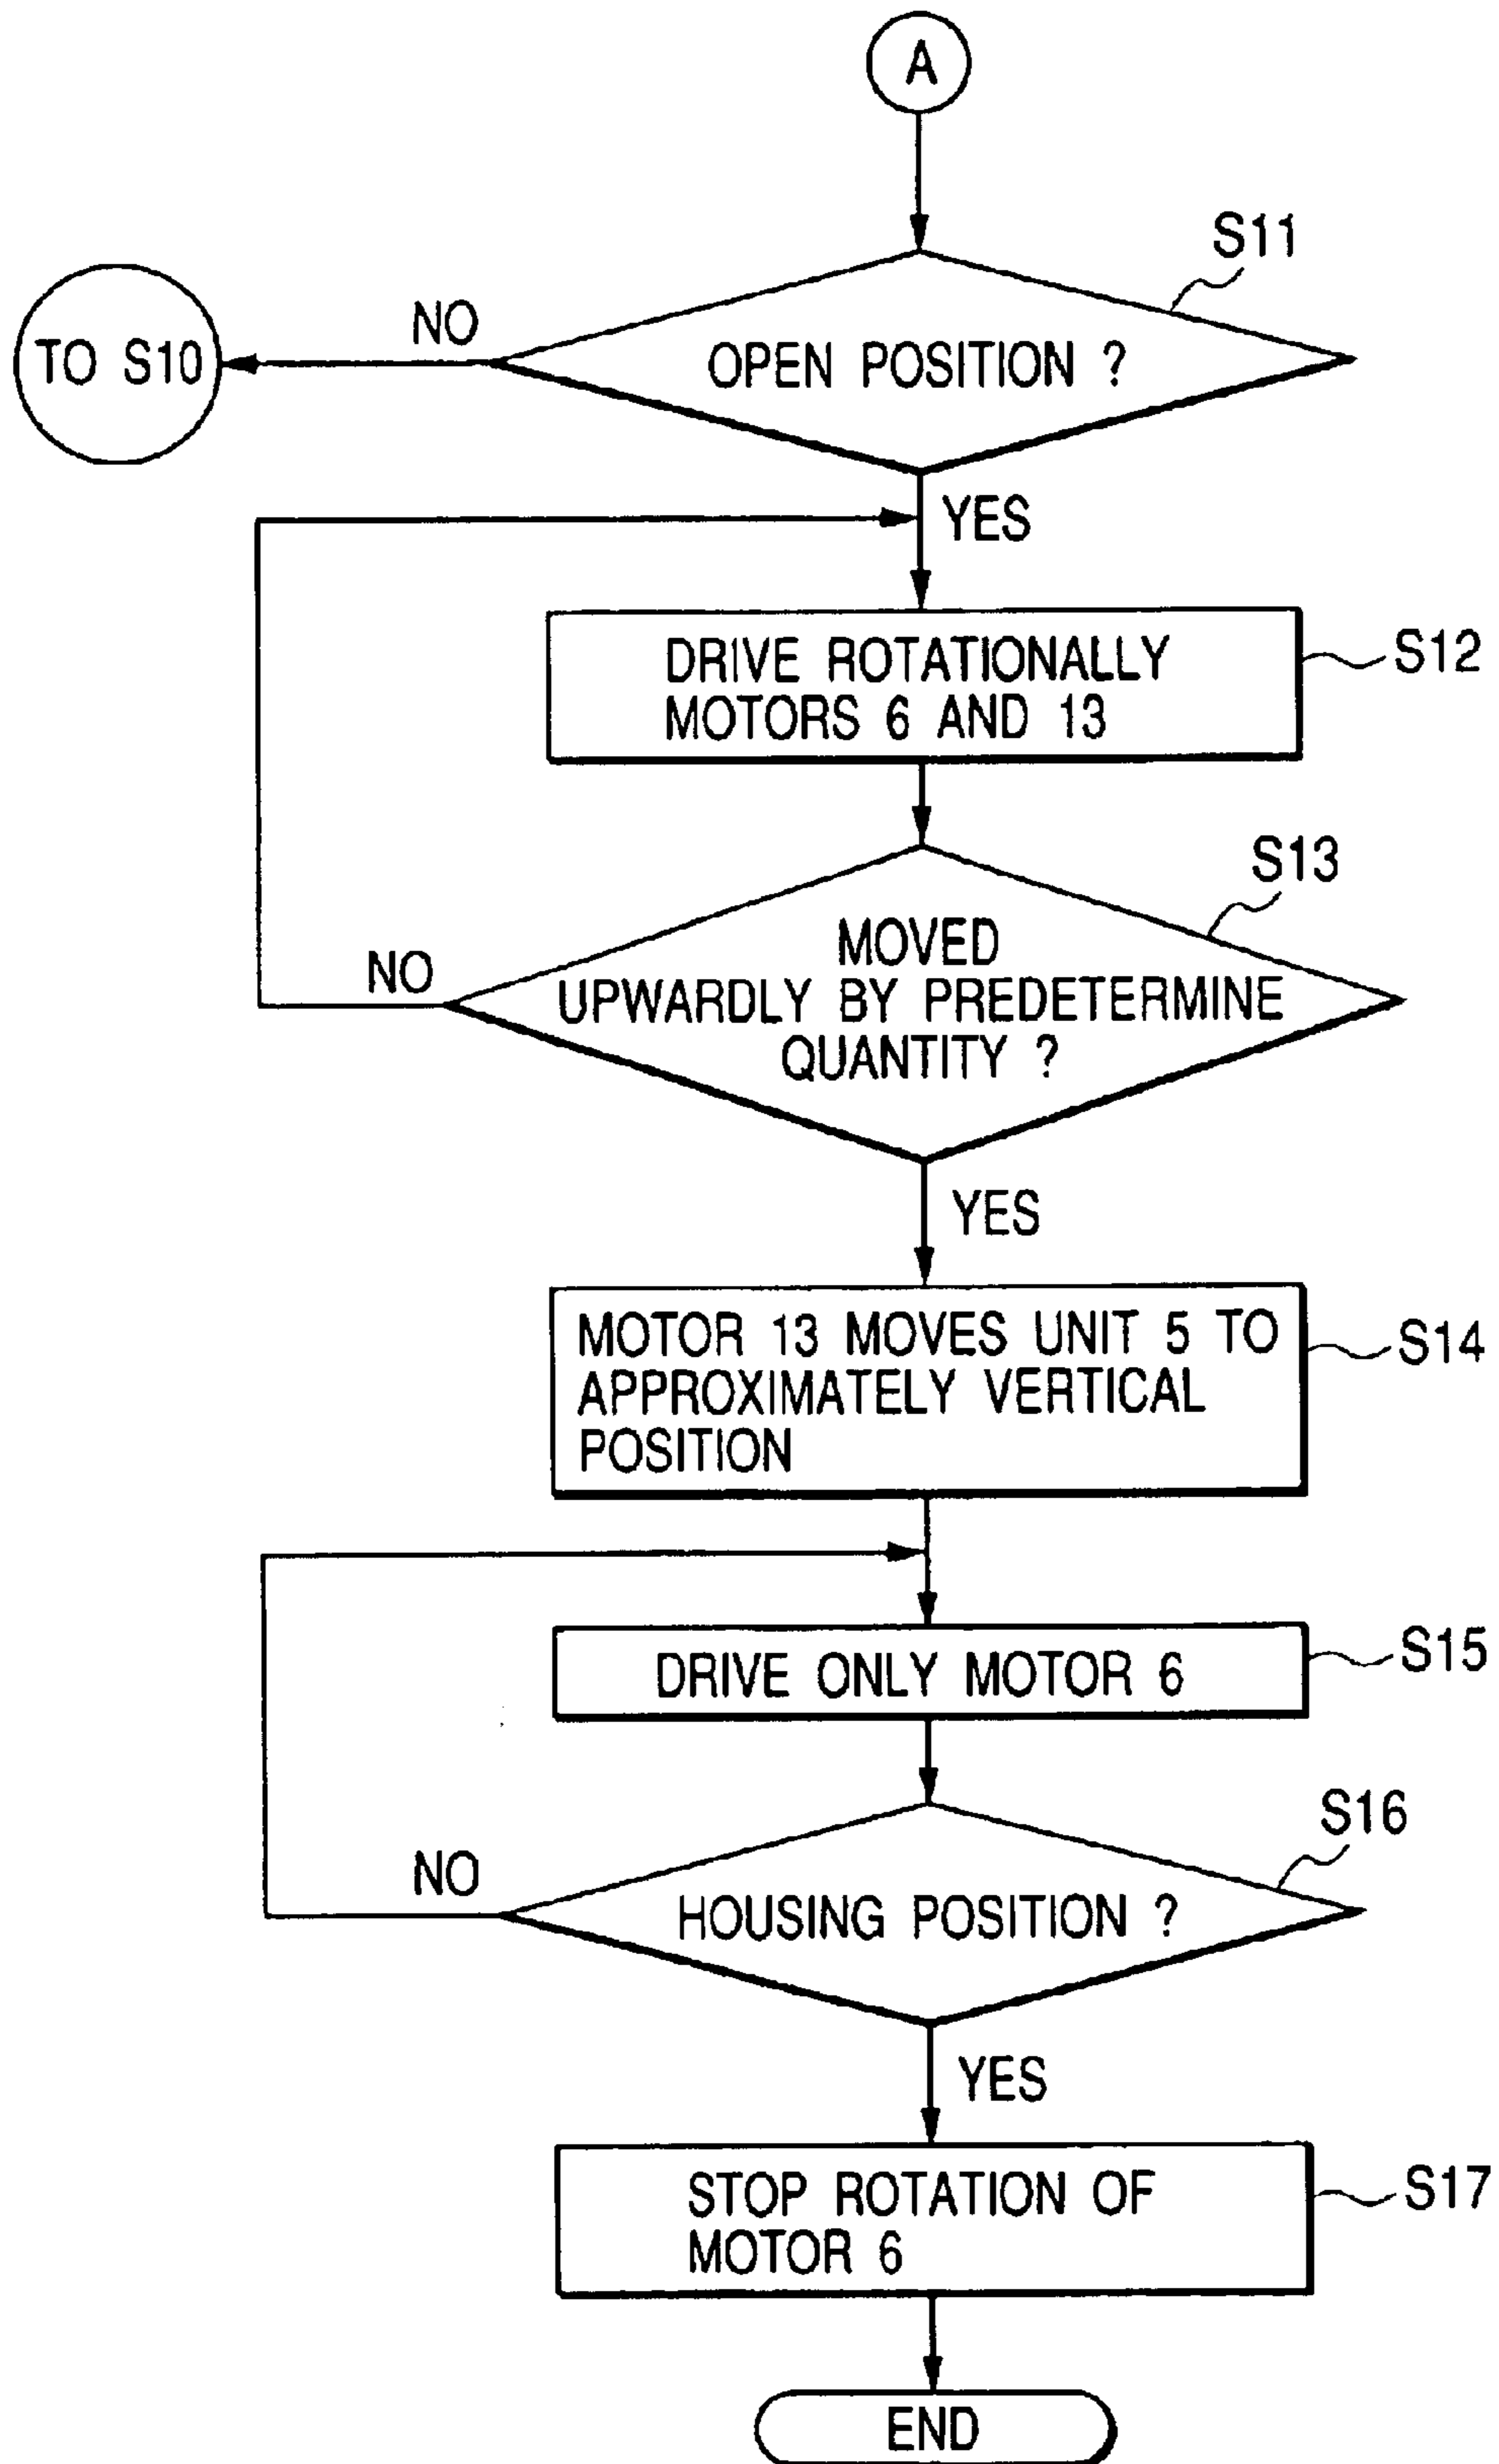 A
S11
NO
TO S10
OPEN POSITION ?
YES
DRIVE ROTATIONALLY
MOTORS 6 AND 13
S12
S13
MOVED
UPWARDLY BY PREDETERMINE
QUANTITY ?
NO
YES
MOTOR 13 MOVES UNIT 5 TO
APPROXIMATELY VERTICAL
POSITION
S14
DRIVE ONLY MOTOR 6
S15
S16
NO
HOUSING POSITION ?
YES
STOP ROTATION OF
MOTOR 6
S17
END